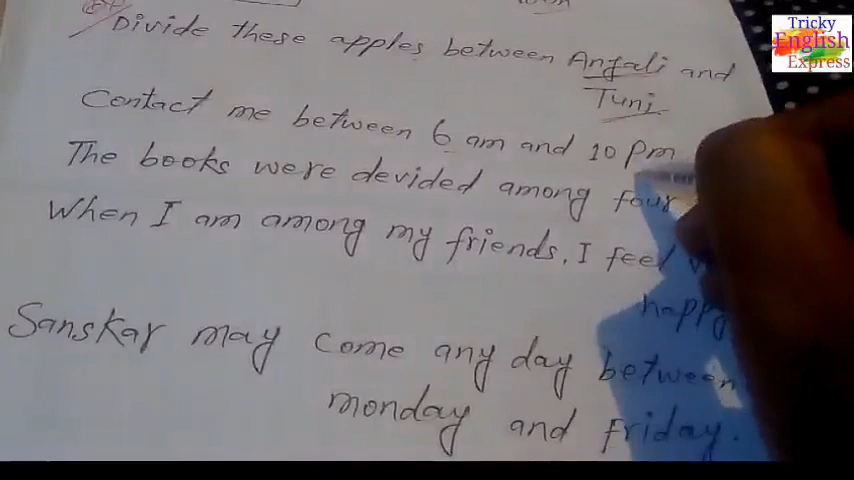 Divide these apples between Anjali and
Tuni
Contact me between 6 am and 10 pm
The books were devided among four
When I am among my friends, I feel
happy
Sanskar may come any day between
monday and friday.
Tricky
English
Express